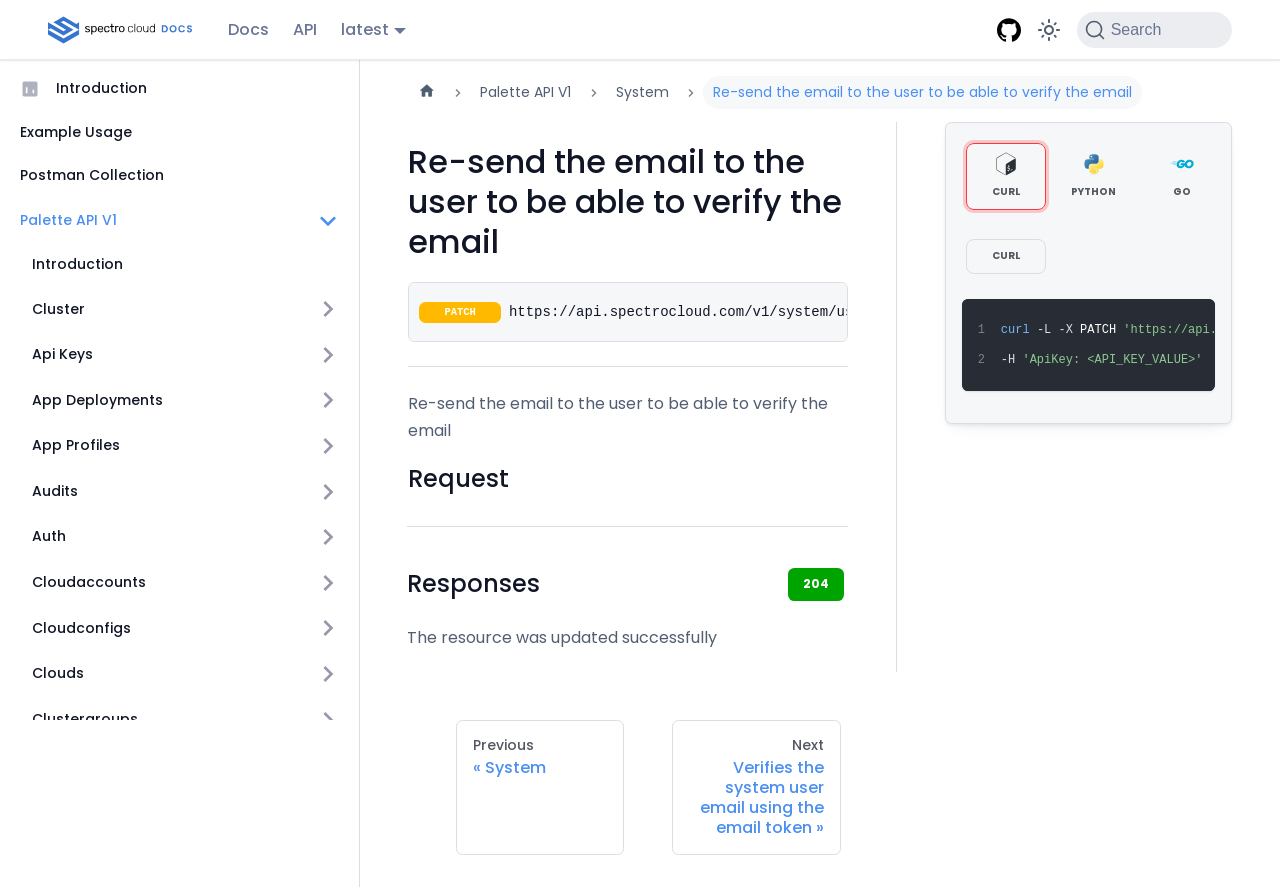 spectro cloud DOCS
Docs
API
latest
Search
Introduction
Example Usage
Postman Collection
Palette API V1
Introduction
Cluster
Api Keys
App Deployments
App Profiles
Audits
Auth
Cloudaccounts
Cloudconfigs
Clouds
Clustergroups
Palette API V1
System
Re-send the email to the user to be able to verify the email
Re-send the email to the
user to be able to verify the
email
PATCH https://api.spectrocloud.com/v1/system/us
Re-send the email to the user to be able to verify the
email
Request
Responses
204
The resource was updated successfully
Previous
« System
Next
Verifies the
system user
email using the
email token »
CURL
PYTHON
GO
CURL
1 curl -L -X PATCH 'https://api.
2 -H 'ApiKey: <API_KEY_VALUE>'